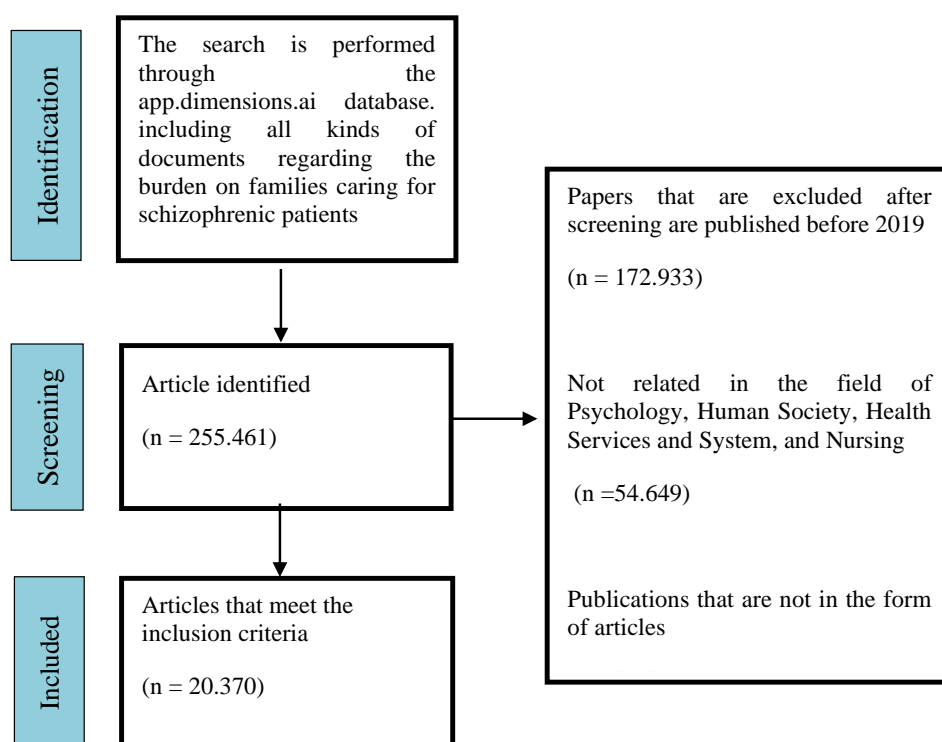 Identification
The search is performed
through the
app.dimensions.ai database.
including all kinds of
documents regarding the
burden on families caring for
schizophrenic patients
Screening
Article identified
(n = 255.461)
Papers that are excluded after
screening are published before 2019
(n = 172.933)
Not related in the field of
Psychology, Human Society, Health
Services and System, and Nursing
(n =54.649)
Publications that are not in the form
of articles
Included
Articles that meet the
inclusion criteria
(n = 20.370)